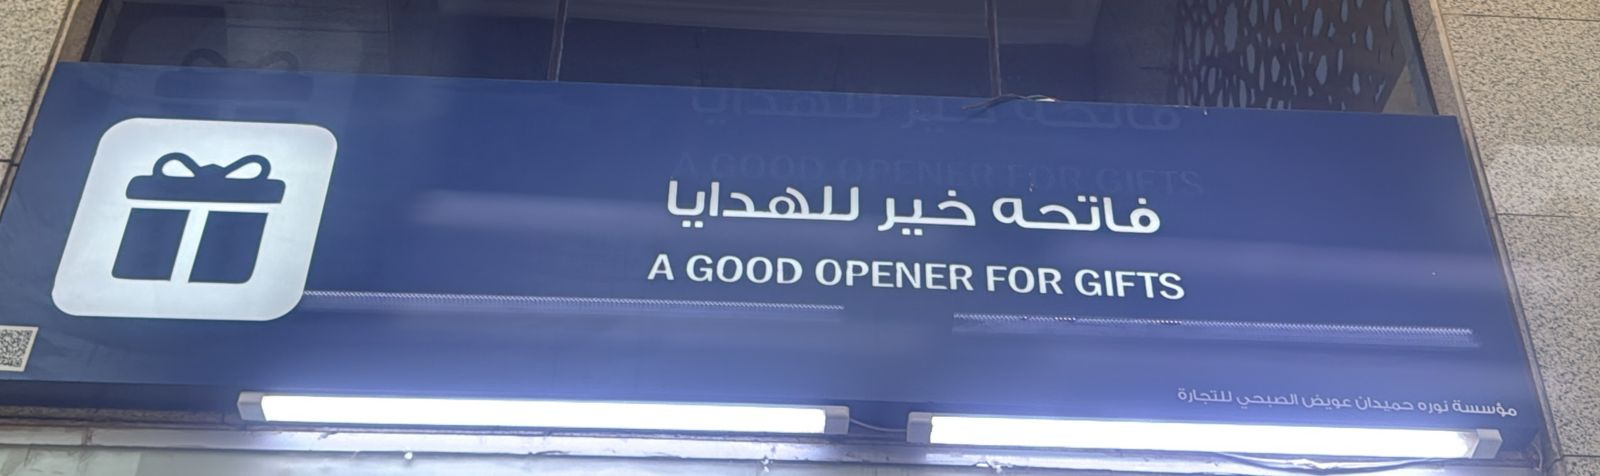 فاتحه خير للهدايا
A GOOD OPENER FOR GIFTS
مؤسسة نوره حميدان عويض الصبحي للتجارة